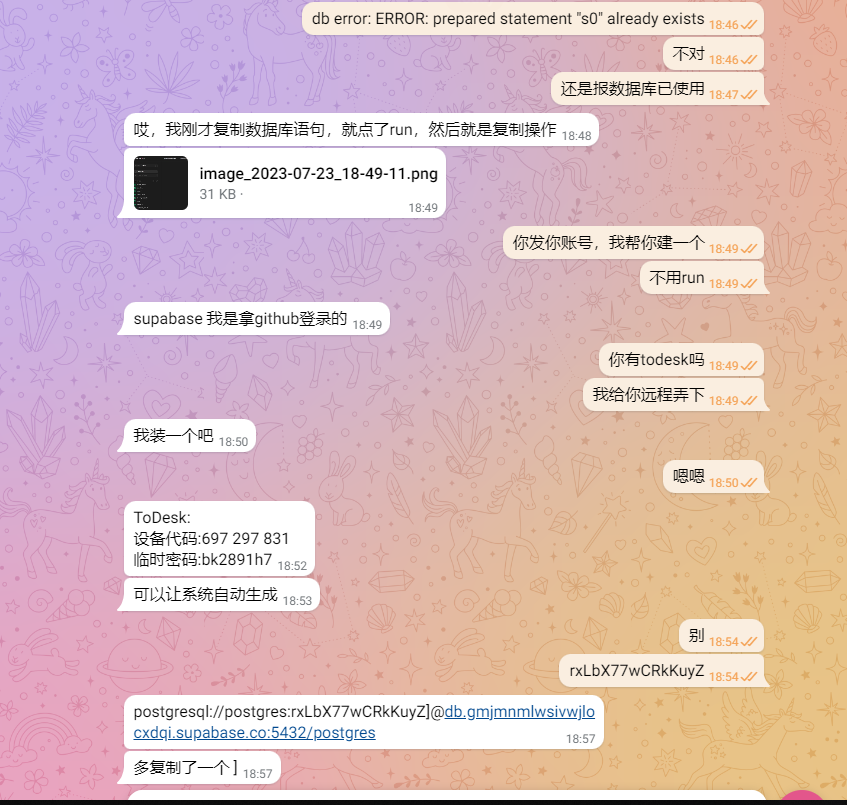 db error: ERROR: prepared statement "s0" already exists 18:46
不对 18:46
还是报数据库已使用 18:47
哎，我刚才复制数据库语句，就点了run，然后就是复制操作 18:48
image_2023-07-23_18-49-11.png
31 KB ·
18:49
你发你账号，我帮你建一个 18:49
不用run 18:49
supabase 我是拿github登录的 18:49
你有todesk吗 18:49
我给你远程弄下 18:49
我装一个吧 18:50
嗯嗯 18:50
ToDesk:
设备代码:697 297 831
临时密码:bk2891h7 18:52
可以让系统自动生成 18:53
别 18:54
rxLbX77wCRkKuyZ 18:54
postgresql://postgres:rxLbX77wCRkKuyZ]@db.gmjmnmlwsivwjlo
cxdqi.supabase.co:5432/postgres
18:57
多复制了一个 ] 18:57